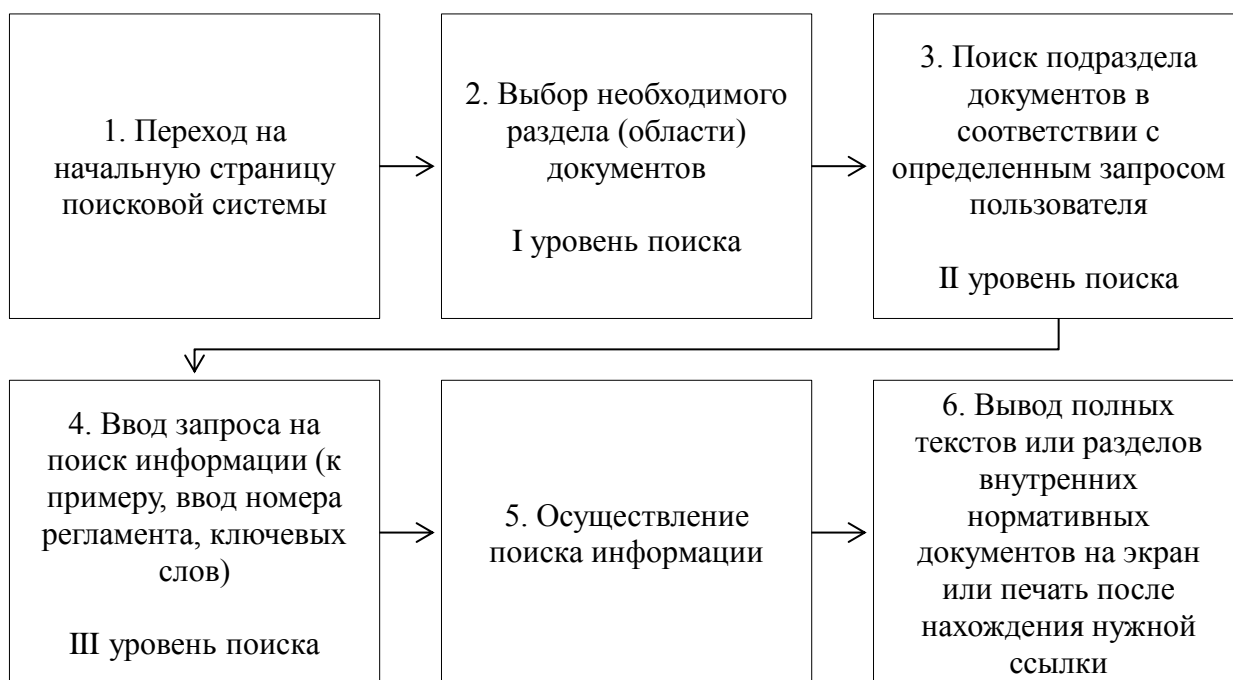 1. Переход на
начальную страницу
поисковой системы
2. Выбор необходимого
раздела (области)
документов
I уровень поиска
3. Поиск подраздела
документов в
соответствии с
определенным запросом
пользователя
II уровень поиска
4. Ввод запроса на
поиск информации (к
примеру, ввод номера
регламента, ключевых
слов)
III уровень поиска
5. Осуществление
поиска информации
6. Вывод полных
текстов или разделов
внутренних
нормативных
документов на экран
или печать после
нахождения нужной
ссылки